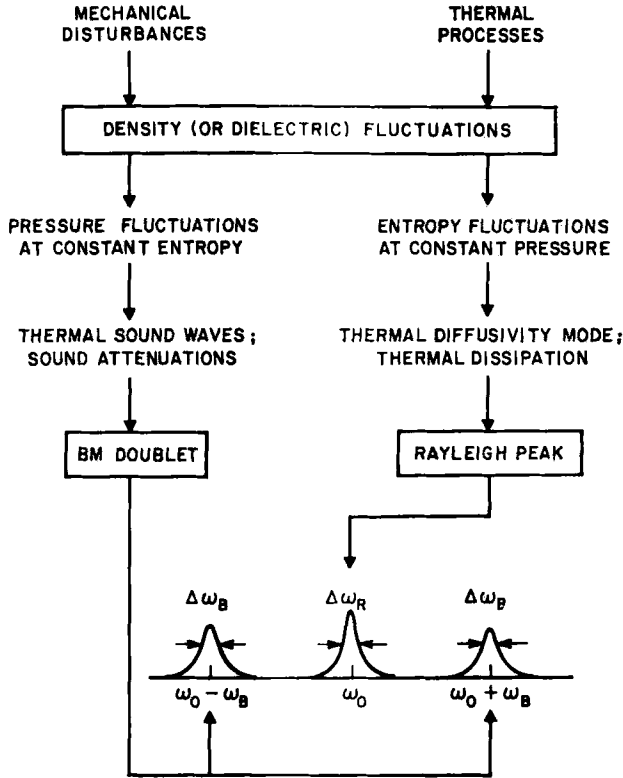 MECHANICAL
DISTURBANCES
THERMAL
PROCESSES
DENSITY (OR DIELECTRIC) FLUCTUATIONS
PRESSURE FLUCTUATIONS
AT CONSTANT ENTROPY
ENTROPY FLUCTUATIONS
AT CONSTANT PRESSURE
THERMAL SOUND WAVES;
SOUND ATTENUATIONS
THERMAL DIFFUSIVITY MODE;
THERMAL DISSIPATION
BM DOUBLET
RAYLEIGH PEAK
Δω_B
Δω_R
Δω_B
ω_0 − ω_B
ω_0
ω_0 + ω_B